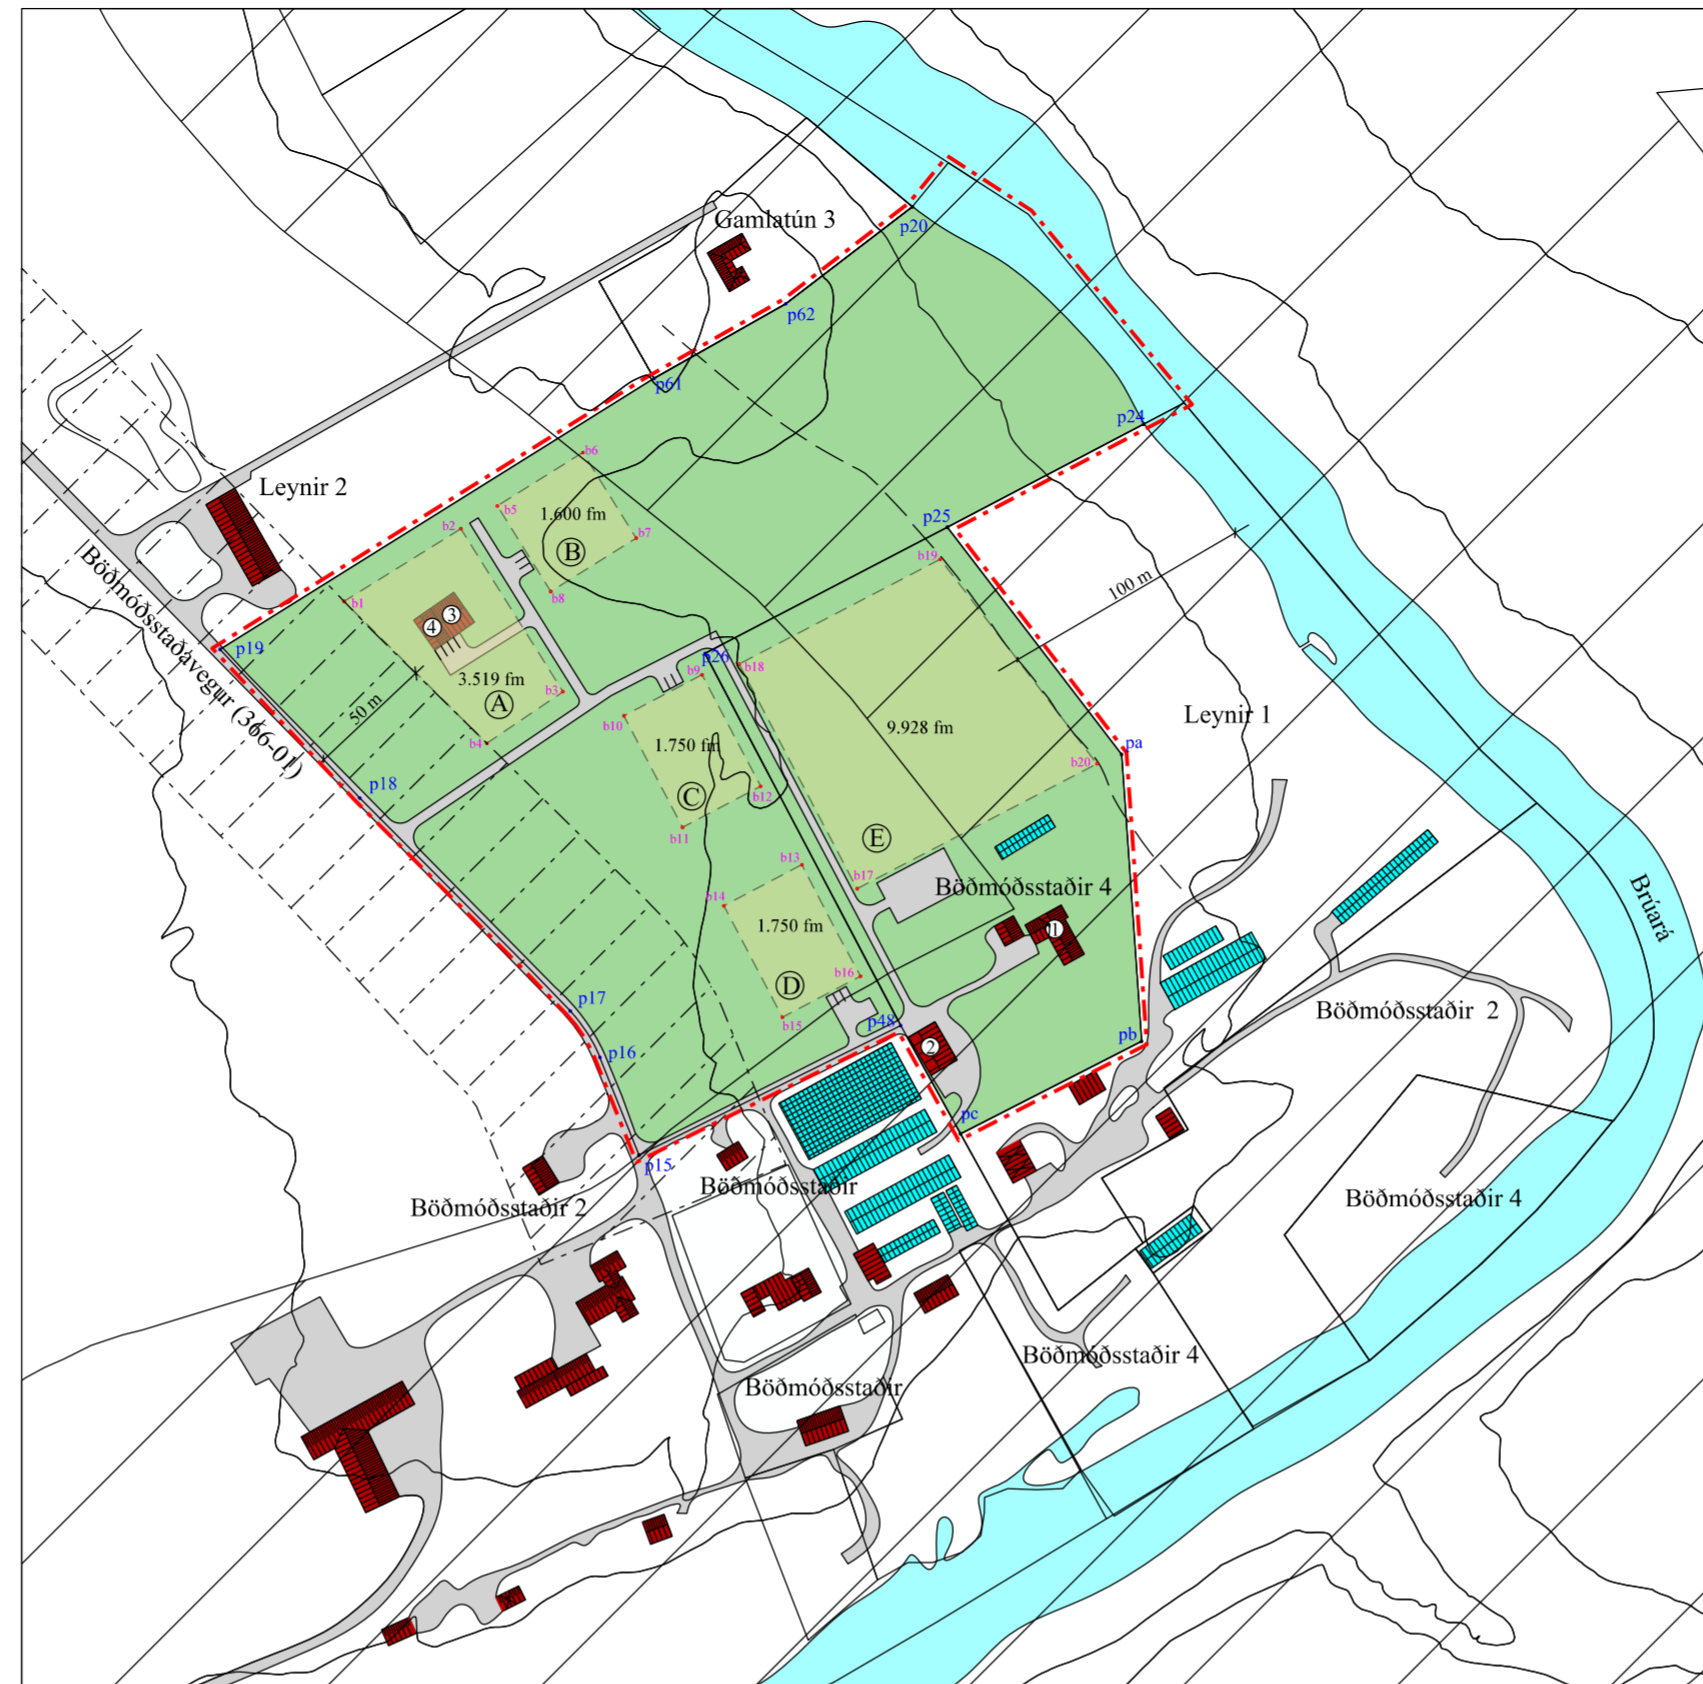 Gamlatún 3
p20
p62
p61
p24
b6
Leynir 2
b5
1.600 fm
b2
b7
B
p25
b19
b8
b1
100 m
3
4
p19
p26
b18
b9
3.519 fm
b3
A
50 m
b10
b4
Böðmóðsstaðavegur (366-01)
9.928 fm
Leynir 1
1.750 fm
pa
b20
p18
C
b12
b11
E
b13
b17
Böðmóðsstaðir 4
b14
1.750 fm
1
Brúará
b16
D
p17
b15
p48
Böðmóðsstaðir 2
pb
p16
2
pc
p15
Böðmóðsstaðir
Böðmóðsstaðir 2
Böðmóðsstaðir 4
Böðmóðsstaðir 4
Böðmóðsstaðir